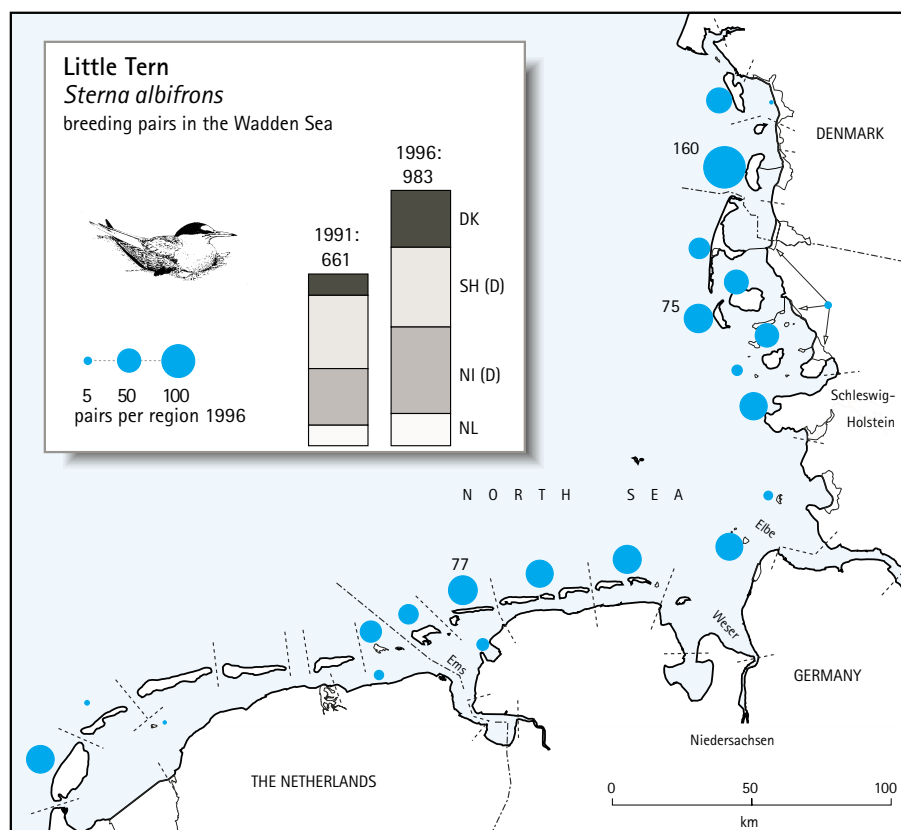 Little Tern
Sterna albifrons
breeding pairs in the Wadden Sea
1996:
983
1991:
661
DK
SH (D)
NI (D)
NL
5 50 100
pairs per region 1996
DENMARK
160
75
Schleswig-
Holstein
NORTH SEA
Elbe
77
Weser
Ems
GERMANY
Niedersachsen
THE NETHERLANDS
0 50 100
km